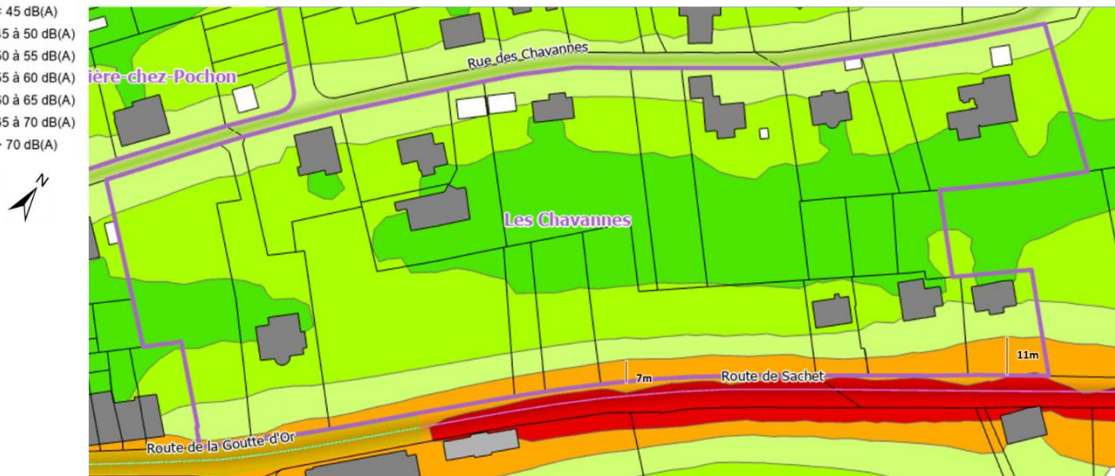 < 45 dB(A)
45 à 50 dB(A)
50 à 55 dB(A)
55 à 60 dB(A)
60 à 65 dB(A)
65 à 70 dB(A)
> 70 dB(A)
N
Rue des Chavannes
ière-chez-Pochon
Les Chavannes
11m
7m
Route de Sachet
Route de la Goutte d'Or